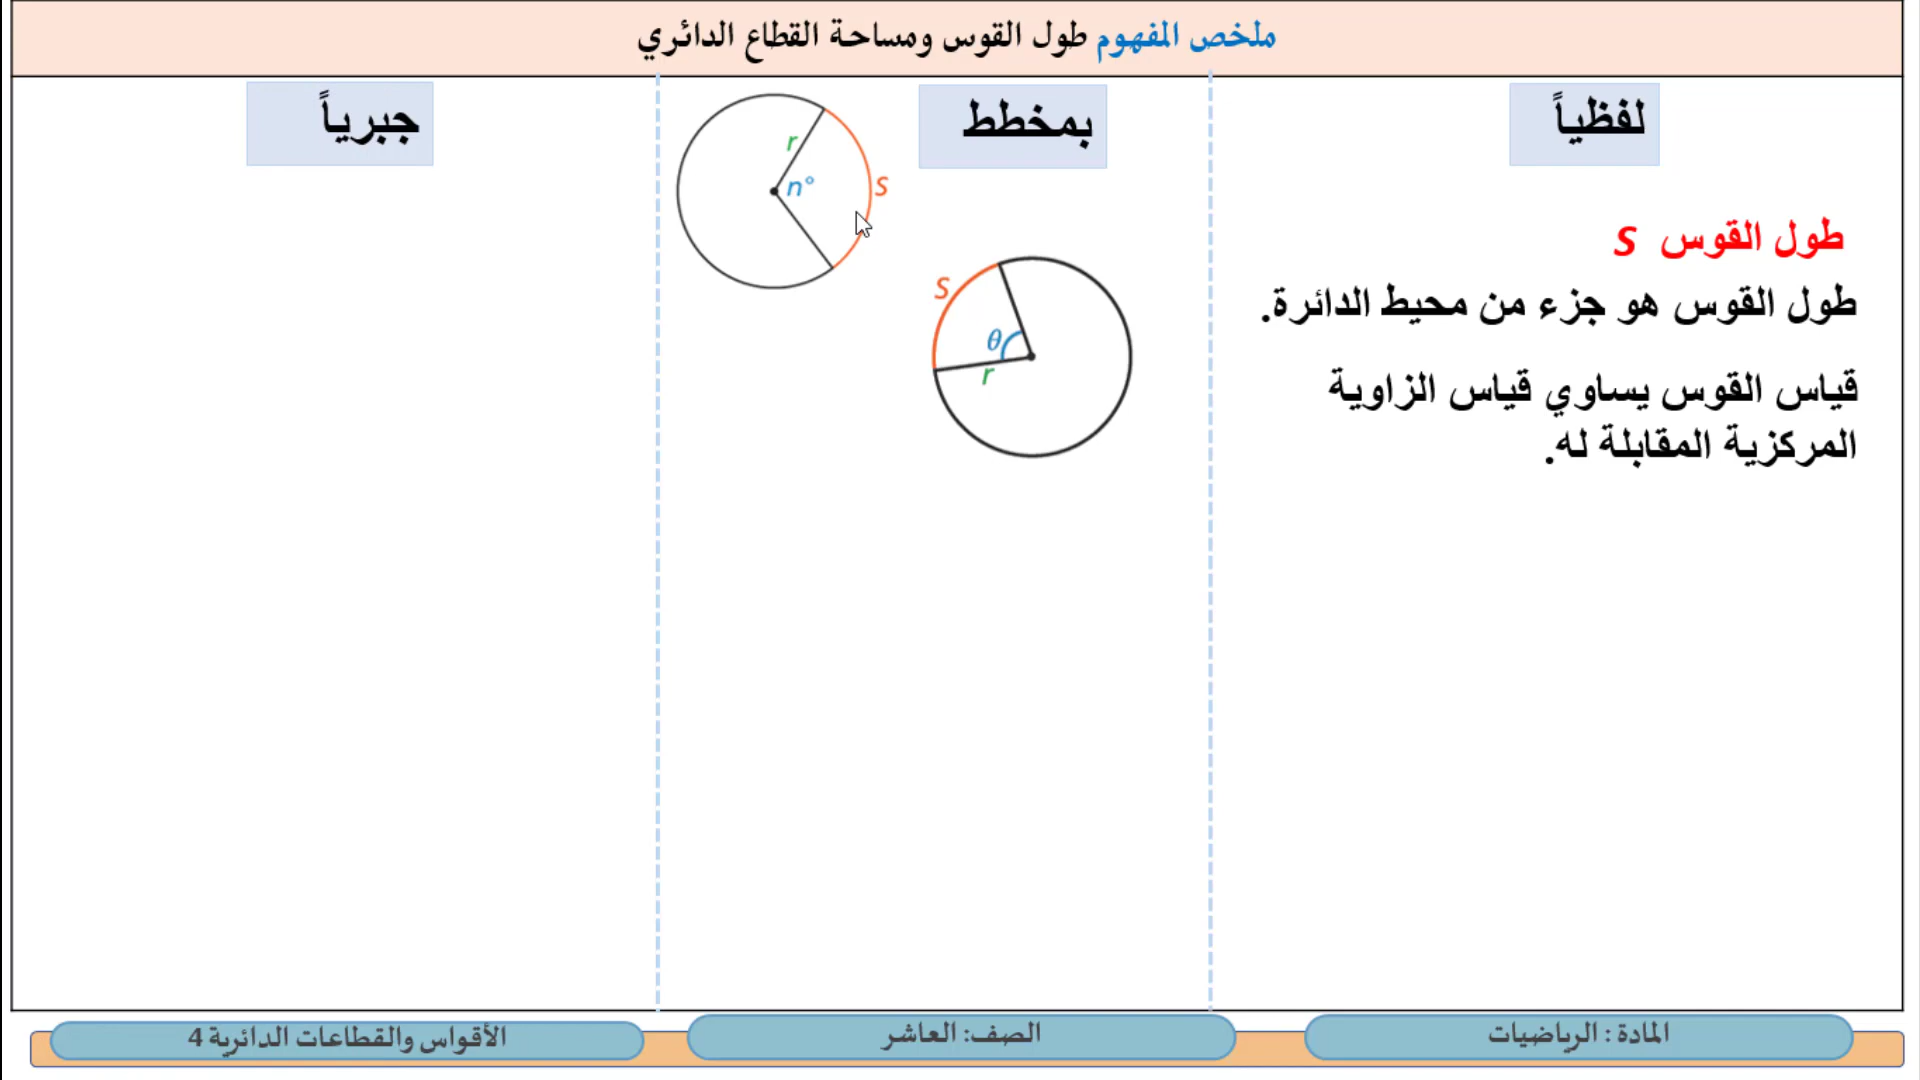 ملخص المفهوم طول القوس ومساحة القطاع الدائري
لفظياً
بمخطط
جبرياً
طول القوس S
طول القوس هو جزء من محيط الدائرة.
قياس القوس يساوي قياس الزاوية
المركزية المقابلة له.
r
n°
S
S
θ
r
المادة : الرياضيات
الصف: العاشر
الأقواس والقطاعات الدائرية 4